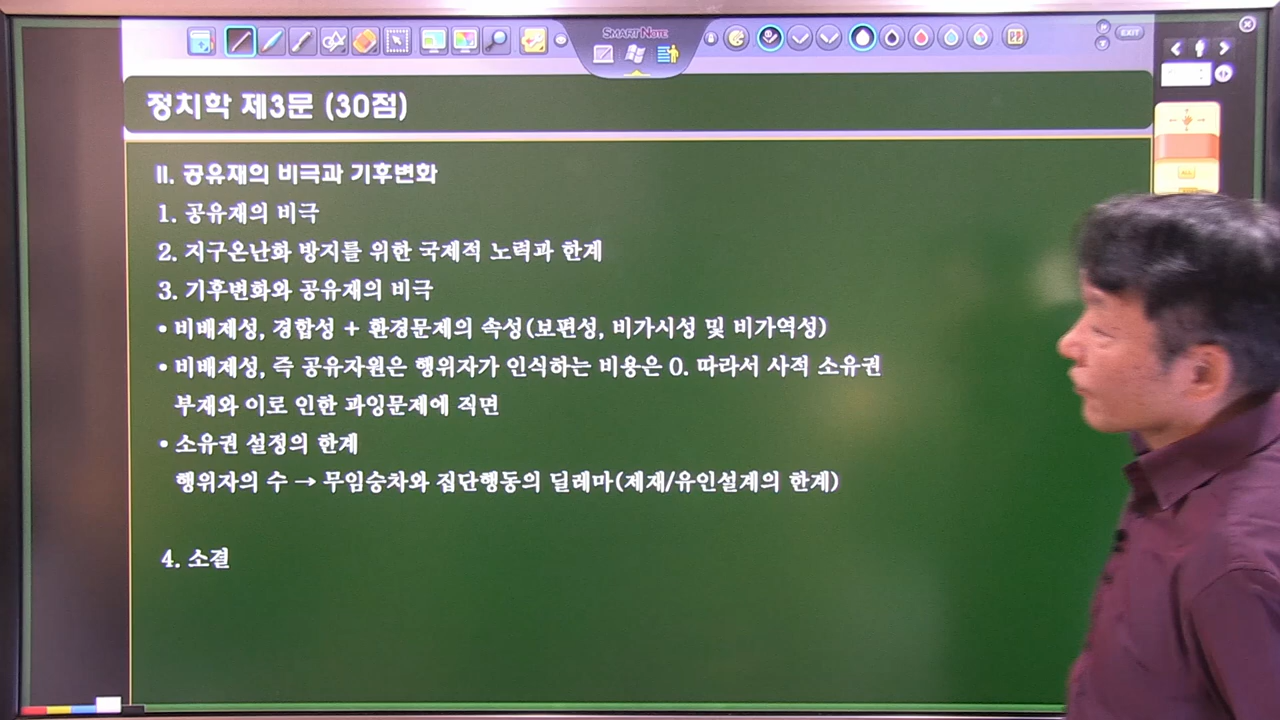 SMART NOTE
EXIT
정치학 제3문 (30점)
II. 공유재의 비극과 기후변화
1. 공유재의 비극
2. 지구온난화 방지를 위한 국제적 노력과 한계
3. 기후변화와 공유재의 비극
• 비배제성, 경합성 + 환경문제의 속성(보편성, 비가시성 및 비가역성)
• 비배제성, 즉 공유자원은 행위자가 인식하는 비용은 0. 따라서 사적 소유권
부재와 이로 인한 과잉문제에 직면
• 소유권 설정의 한계
행위자의 수 → 무임승차와 집단행동의 딜레마(제재/유인설계의 한계)
4. 소결